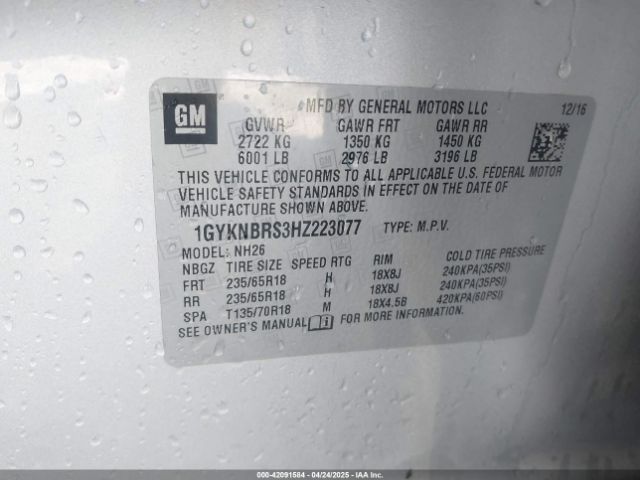 GM
MFD BY GENERAL MOTORS LLC 12/16
GVWR GAWR FRT GAWR RR
2722 KG 1350 KG 1450 KG
6001 LB 2976 LB 3196 LB
THIS VEHICLE CONFORMS TO ALL APPLICABLE U.S. FEDERAL MOTOR
VEHICLE SAFETY STANDARDS IN EFFECT ON THE DATE OF
MANUFACTURE SHOWN ABOVE.
1GYKNBRS3HZ223077 TYPE: M.P.V.
MODEL: NH26
NBGZ TIRE SIZE SPEED RTG RIM COLD TIRE PRESSURE
FRT 235/65R18 H 18X8J 240KPA(35PSI)
RR 235/65R18 H 18X8J 240KPA(35PSI)
SPA T135/70R18 M 18X4.5B 420KPA(60PSI)
SEE OWNER'S MANUAL FOR MORE INFORMATION.
000-42091584 - 04/24/2025 - IAAI.COM